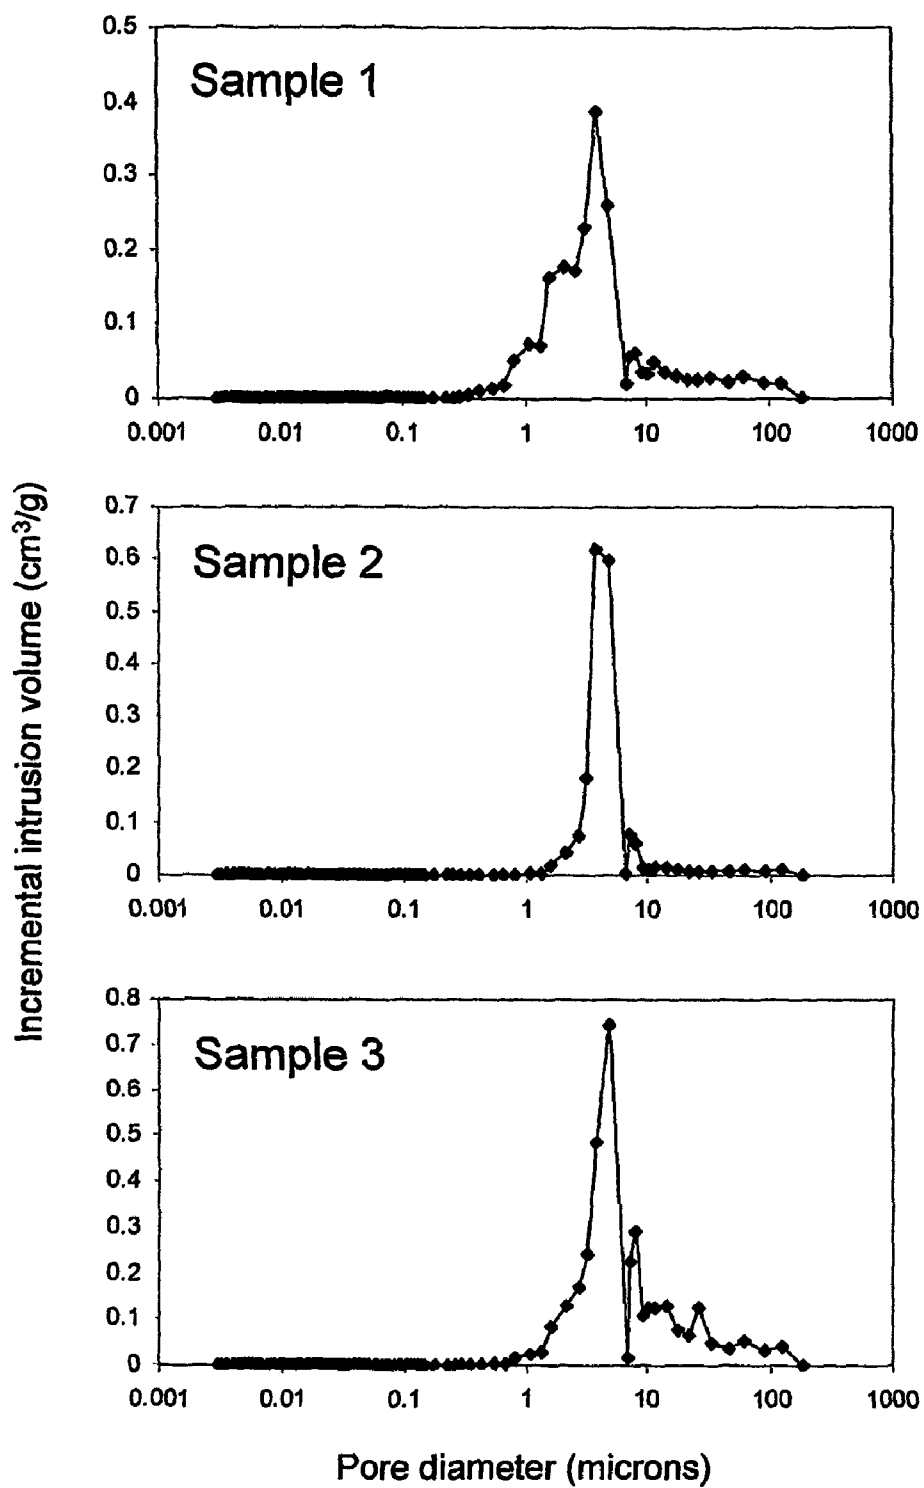 Incremental intrusion volume (cm³/g)
Sample 1
0.5
0.4
0.3
0.2
0.1
0
0.001 0.01 0.1 1 10 100 1000
Sample 2
0.7
0.6
0.5
0.4
0.3
0.2
0.1
0
0.001 0.01 0.1 1 10 100 1000
Sample 3
0.8
0.7
0.6
0.5
0.4
0.3
0.2
0.1
0
0.001 0.01 0.1 1 10 100 1000
Pore diameter (microns)